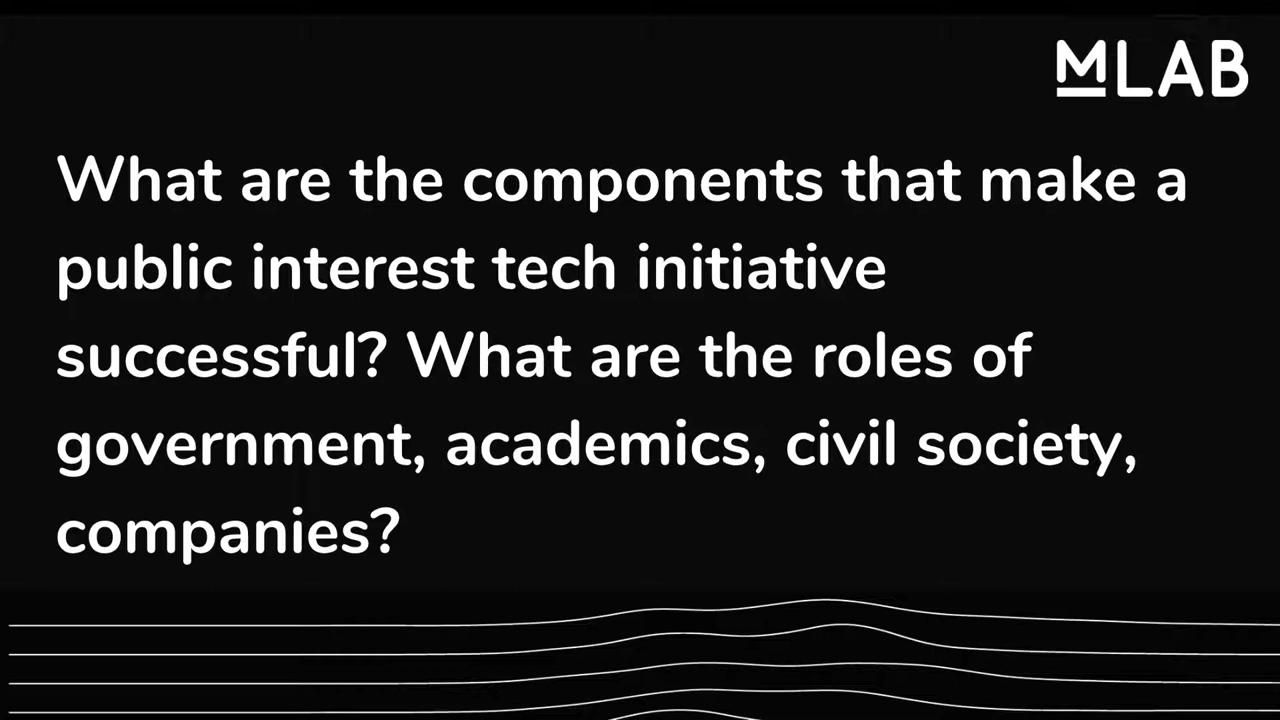 MLAB
What are the components that make a
public interest tech initiative
successful? What are the roles of
government, academics, civil society,
companies?